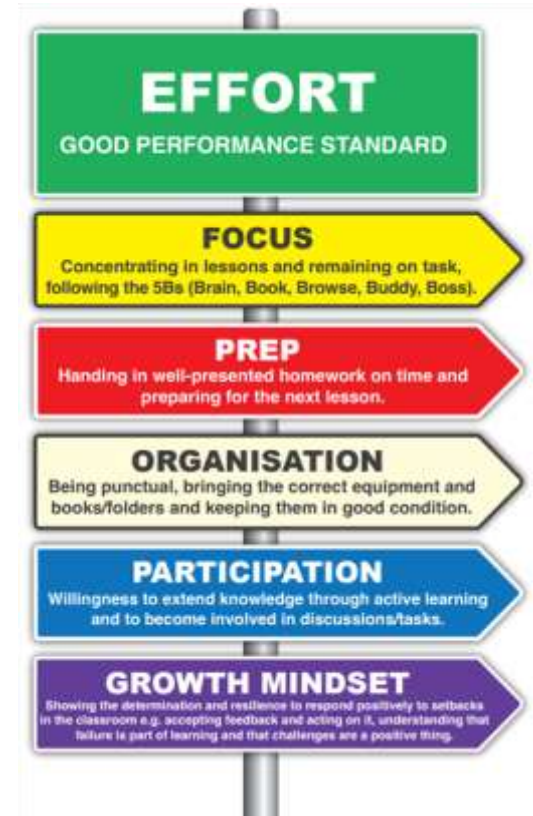 EFFORT
GOOD PERFORMANCE STANDARD
FOCUS
Concentrating in lessons and remaining on task,
following the 5Bs (Brain, Book, Browse, Buddy, Boss).
PREP
Handing in well-presented homework on time and
preparing for the next lesson.
ORGANISATION
Being punctual, bringing the correct equipment and
books/folders and keeping them in good condition.
PARTICIPATION
Willingness to extend knowledge through active learning
and to become involved in discussions/tasks.
GROWTH MINDSET
Showing the determination and resilience to respond positively to setbacks
in the classroom e.g. accepting feedback and acting on it, understanding that
failure is part of learning and that challenges are a positive thing.